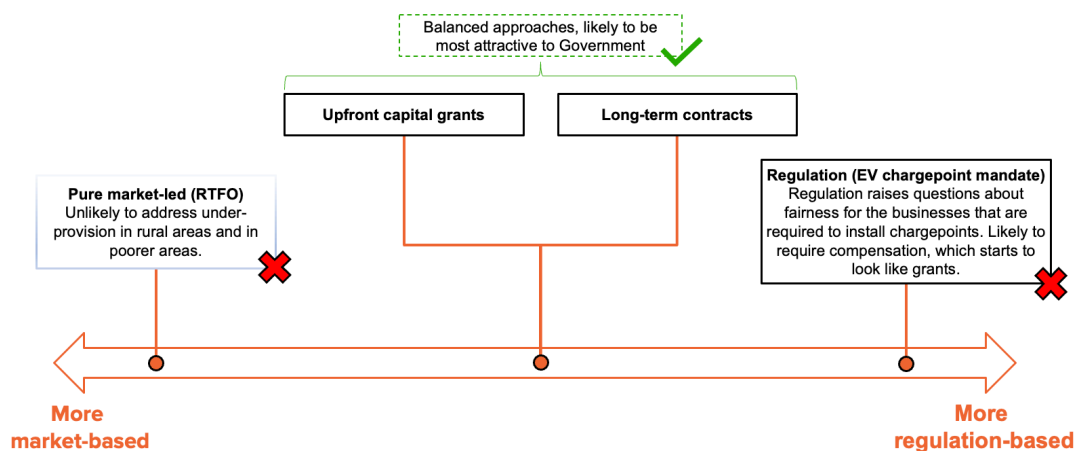 Balanced approaches, likely to be
most attractive to Government
Upfront capital grants
Long-term contracts
Pure market-led (RTFO)
Unlikely to address under-
provision in rural areas and in
poorer areas.
Regulation (EV chargepoint mandate)
Regulation raises questions about
fairness for the businesses that are
required to install chargepoints. Likely to
require compensation, which starts to
look like grants.
More
market-based
More
regulation-based